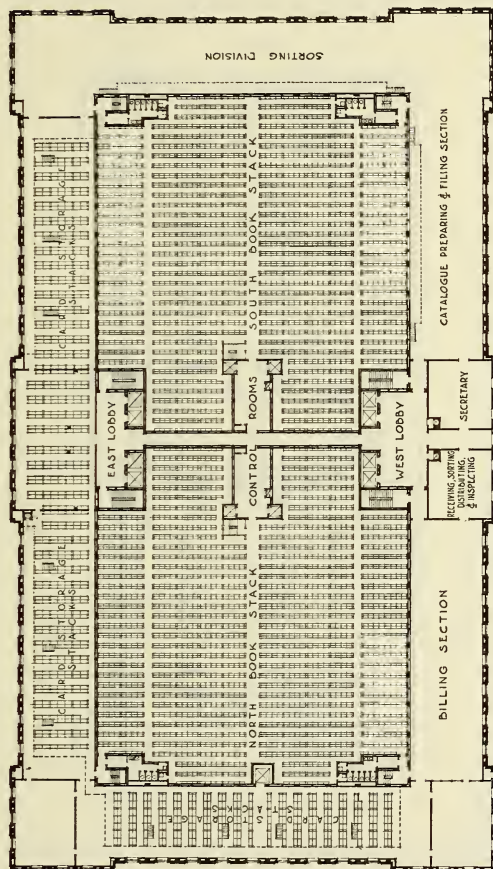 SORTING DIVISION
CARD STORAGE
STACKS
SOUTH BOOK STACK
CATALOGUE PREPARING & FILING SECTION
EAST LOBBY
CONTROL
ROOMS
WEST LOBBY
SECRETARY
RECEIVING, SORTING
DISTRIBUTING,
& INSPECTING
CARD STORAGE
STACKS
NORTH BOOK STACK
BILLING SECTION
CARD STORAGE
STACKS